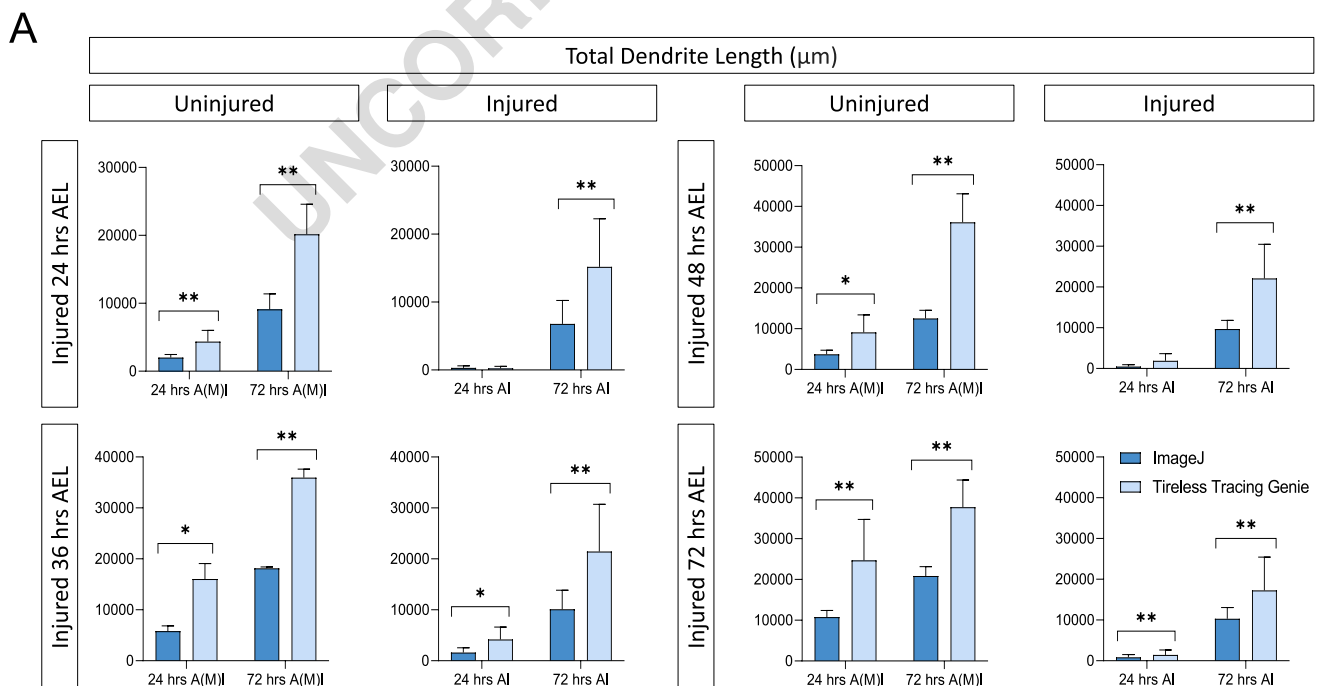 A
UNCOR
Total Dendrite Length (μm)
Uninjured
Injured
Uninjured
Injured
Injured 24 hrs AEL
30000
20000
10000
0
**
**
24 hrs A(M)I
72 hrs A(M)I
30000
20000
10000
0
**
24 hrs AI
72 hrs AI
Injured 48 hrs AEL
50000
40000
30000
20000
10000
0
*
**
24 hrs A(M)I
72 hrs A(M)I
50000
40000
30000
20000
10000
0
**
24 hrs AI
72 hrs AI
Injured 36 hrs AEL
40000
30000
20000
10000
0
*
**
24 hrs A(M)I
72 hrs A(M)I
40000
30000
20000
10000
0
*
**
24 hrs AI
72 hrs AI
Injured 72 hrs AEL
50000
40000
30000
20000
10000
0
**
**
24 hrs A(M)I
72 hrs A(M)I
50000
40000
30000
20000
10000
0
ImageJ
Tireless Tracing Genie
**
**
24 hrs AI
72 hrs AI